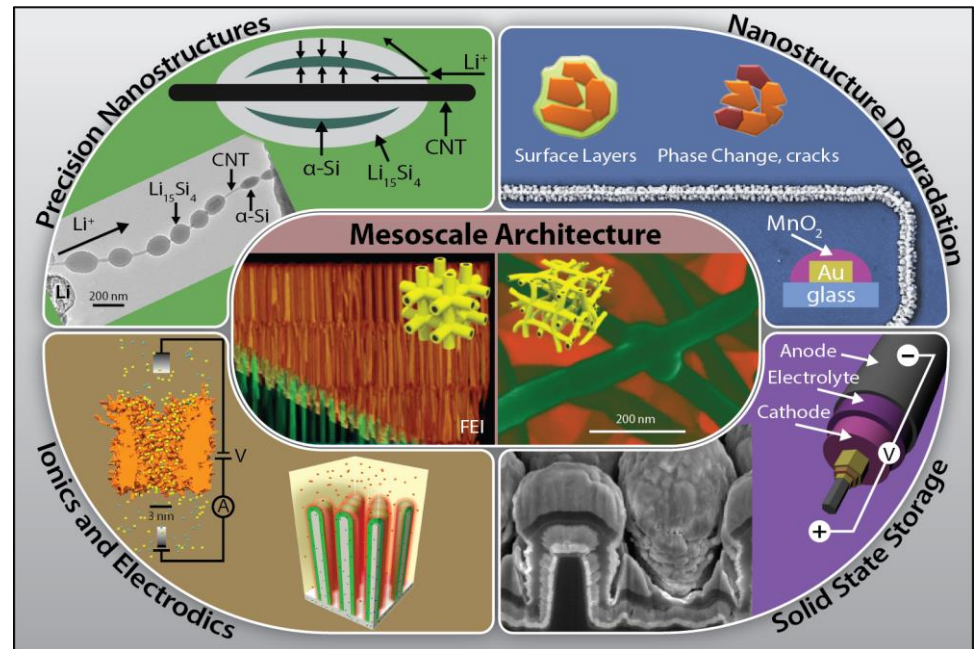 Precision Nanostructures
Li⁺
CNT
α-Si
Li₁₅Si₄
CNT
Li₁₅Si₄
α-Si
Li⁺
Li
200 nm
Nanostructure Degradation
Surface Layers
Phase Change, cracks
MnO₂
Au
glass
Mesoscale Architecture
FEI
200 nm
Ionics and Electrodics
V
A
3 nm
Solid State Storage
Anode
Electrolyte
Cathode
−
V
+